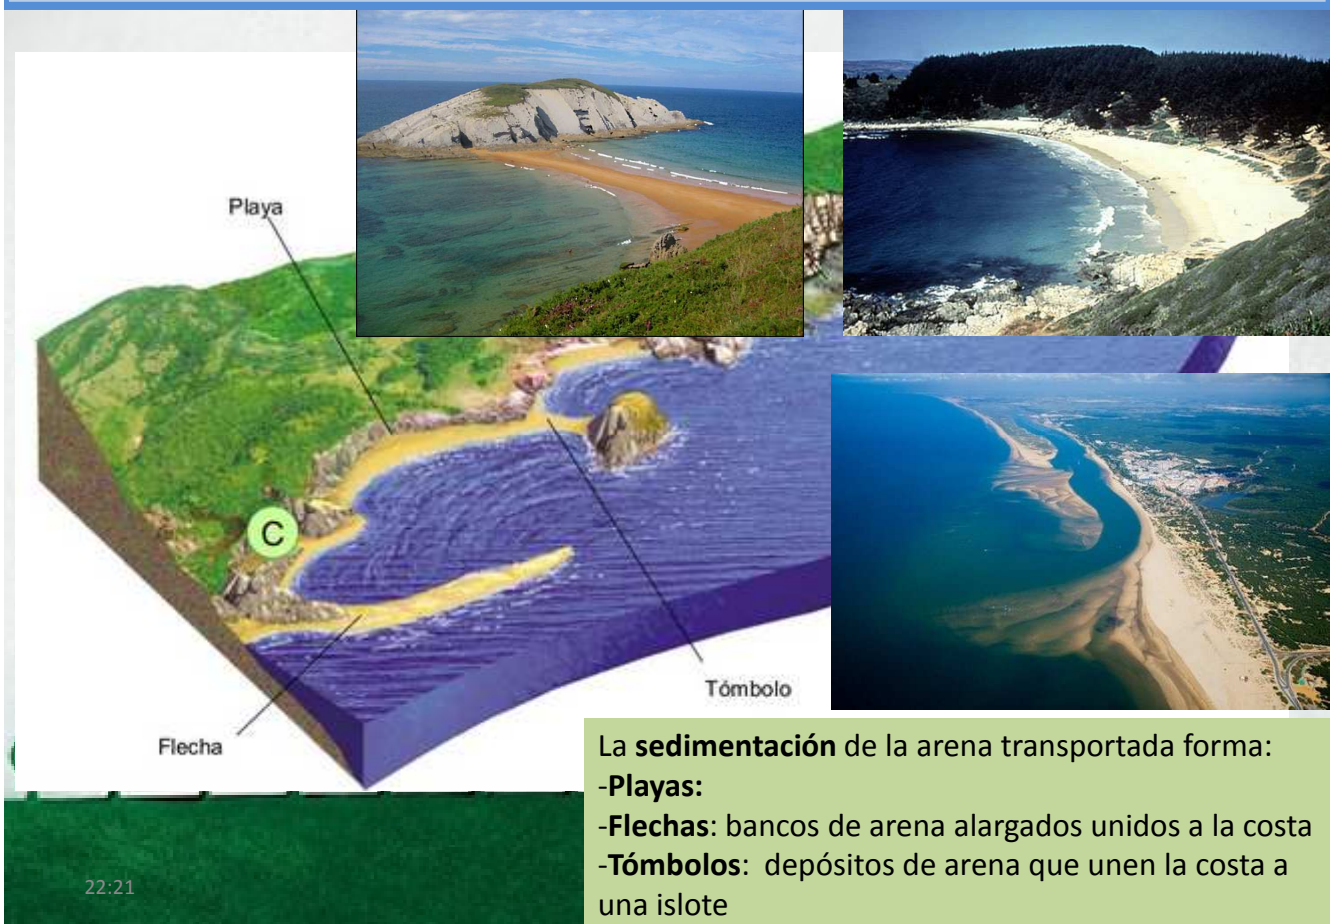 Playa
C
Tómbolo
Flecha
La sedimentación de la arena transportada forma:
-Playas:
-Flechas: bancos de arena alargados unidos a la costa
-Tómbolos: depósitos de arena que unen la costa a
una islote
22:21